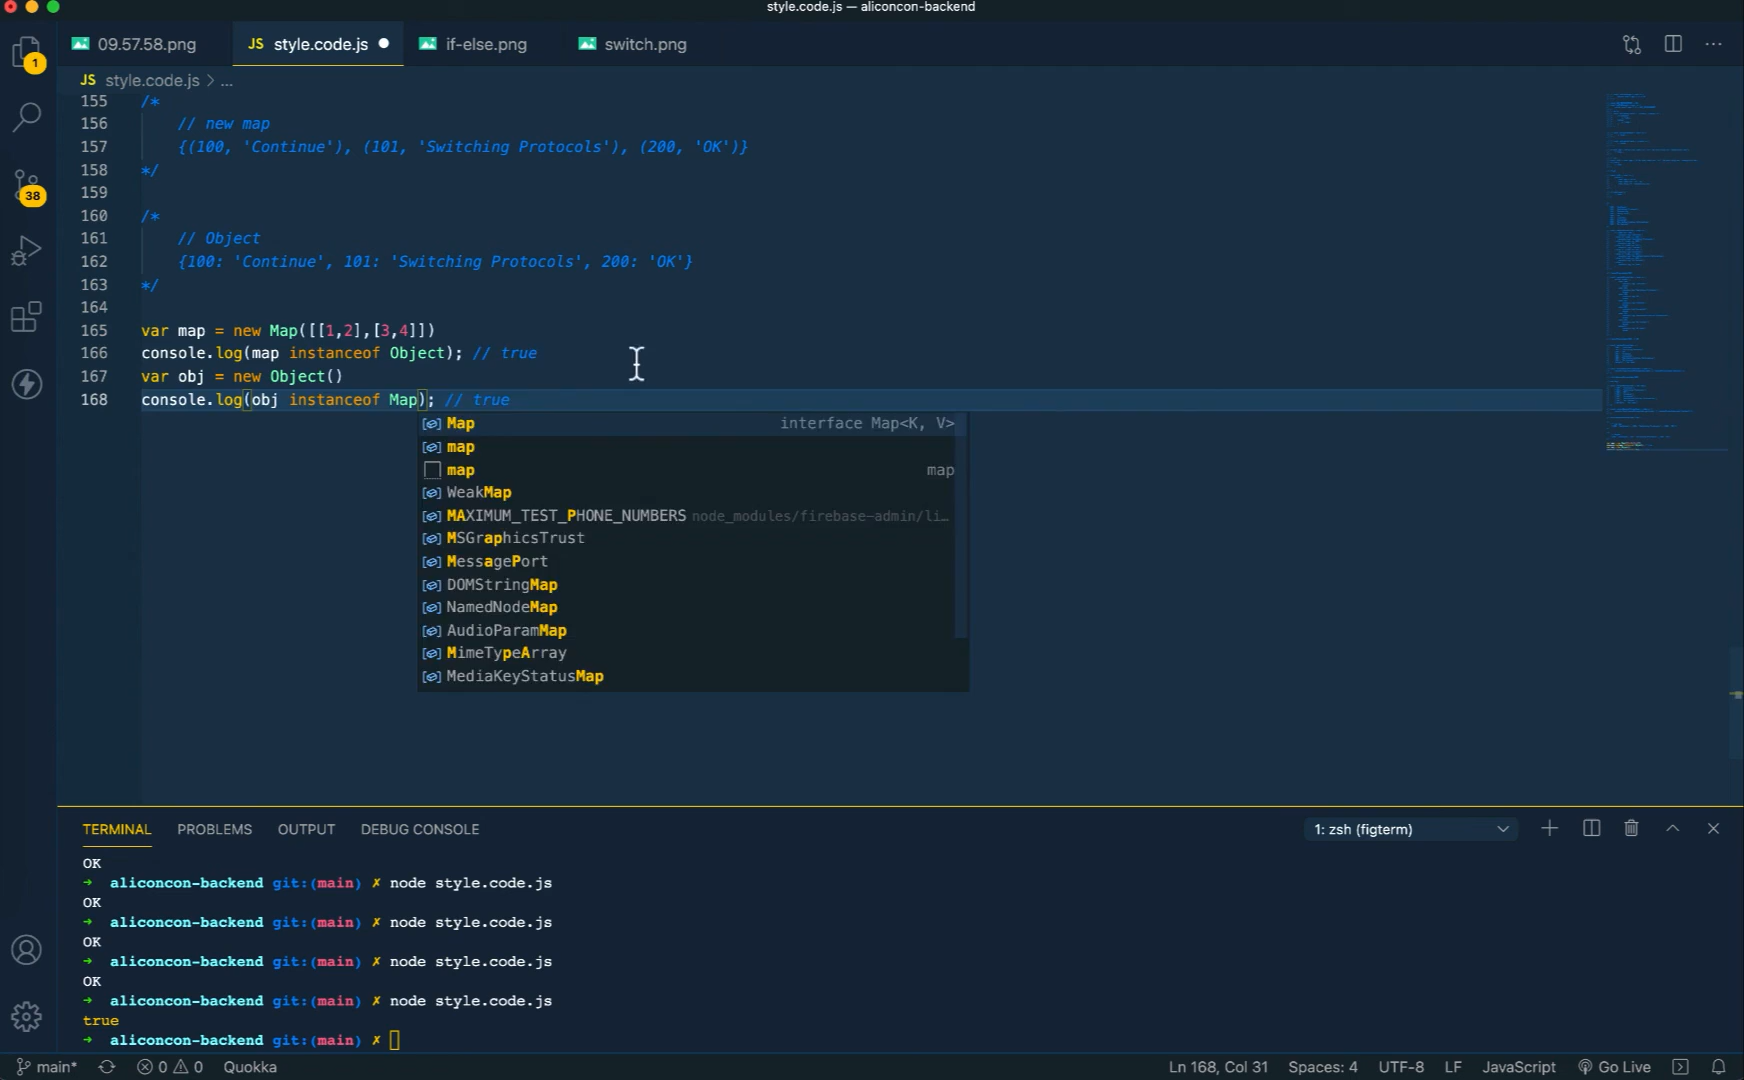 style.code.js — aliconcon-backend
09.57.58.png
JS style.code.js
if-else.png
switch.png
JS style.code.js > ...
155 /*
156 // new map
157 {(100, 'Continue'), (101, 'Switching Protocols'), (200, 'OK')}
158 */
159
160 /*
161 // Object
162 {100: 'Continue', 101: 'Switching Protocols', 200: 'OK'}
163 */
164
165 var map = new Map([[1,2],[3,4]])
166 console.log(map instanceof Object); // true
167 var obj = new Object()
168 console.log(obj instanceof Map); // true
Map interface Map<K, V>
map
map map
WeakMap
MAXIMUM_TEST_PHONE_NUMBERS node_modules/firebase-admin/li…
MSGraphicsTrust
MessagePort
DOMStringMap
NamedNodeMap
AudioParamMap
MimeTypeArray
MediaKeyStatusMap
1
38
TERMINAL PROBLEMS OUTPUT DEBUG CONSOLE
1: zsh (figterm)
OK
➜ aliconcon-backend git:(main) ✗ node style.code.js
OK
➜ aliconcon-backend git:(main) ✗ node style.code.js
OK
➜ aliconcon-backend git:(main) ✗ node style.code.js
OK
➜ aliconcon-backend git:(main) ✗ node style.code.js
true
➜ aliconcon-backend git:(main) ✗
main* 0 0 Quokka
Ln 168, Col 31 Spaces: 4 UTF-8 LF JavaScript Go Live